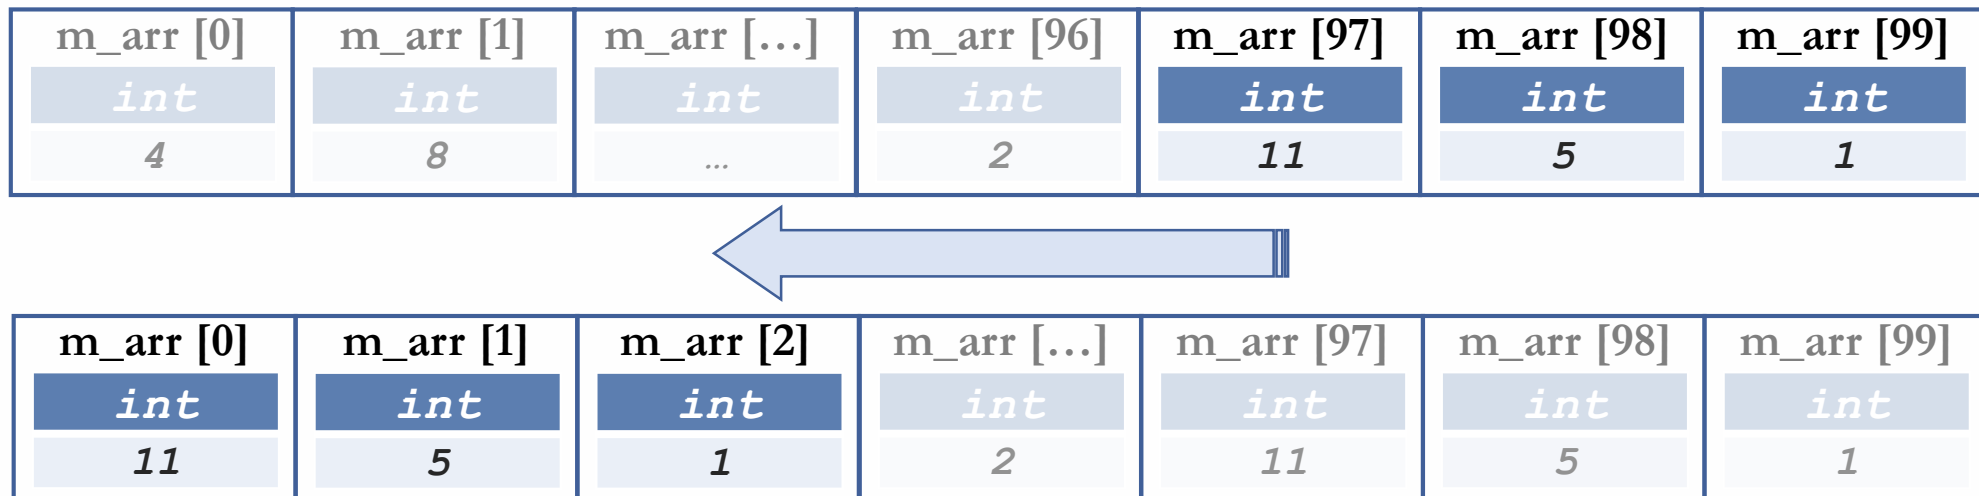 m_arr [0] m_arr [1] m_arr [...] m_arr [96] m_arr [97] m_arr [98] m_arr [99]
int int int int int int int
4 8 ... 2 11 5 1
m_arr [0] m_arr [1] m_arr [2] m_arr [...] m_arr [97] m_arr [98] m_arr [99]
int int int int int int int
11 5 1 2 11 5 1